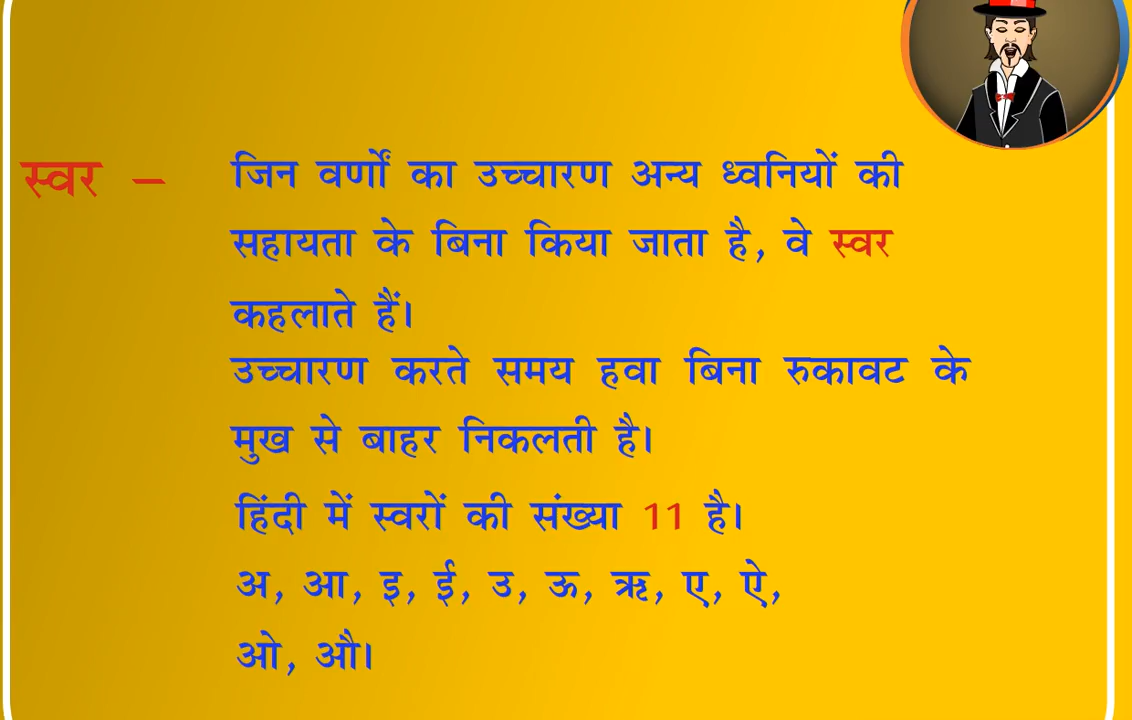 स्वर – जिन वर्णों का उच्चारण अन्य ध्वनियों की
सहायता के बिना किया जाता है, वे स्वर
कहलाते हैं।
उच्चारण करते समय हवा बिना रुकावट के
मुख से बाहर निकलती है।
हिंदी में स्वरों की संख्या 11 है।
अ, आ, इ, ई, उ, ऊ, ऋ, ए, ऐ,
ओ, औ।